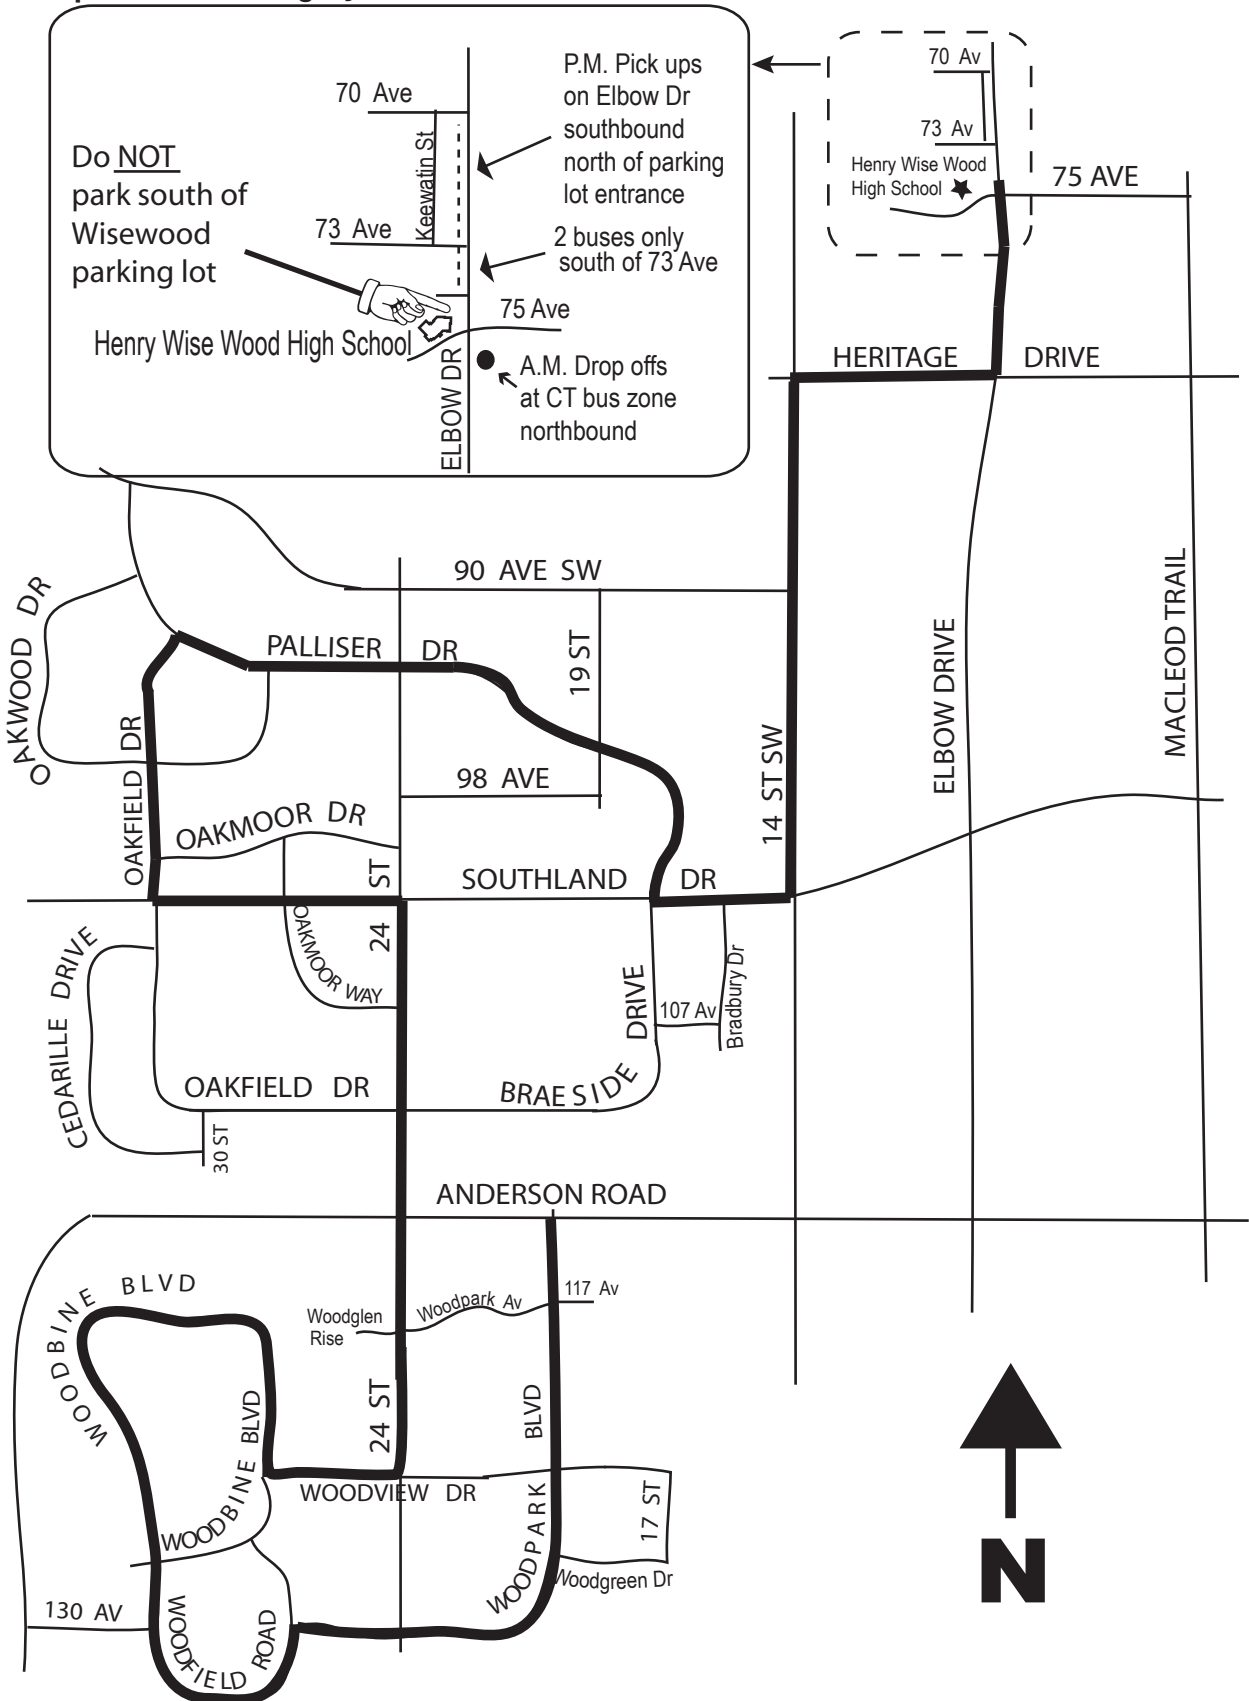 70 Ave
Keewatin St
73 Ave
Do NOT
park south of
Wisewood
parking lot
P.M. Pick ups
on Elbow Dr
southbound
north of parking
lot entrance
2 buses only
south of 73 Ave
75 Ave
Henry Wise Wood High School
ELBOW DR
A.M. Drop offs
at CT bus zone
northbound
70 Av
73 Av
Henry Wise Wood
High School
75 AVE
HERITAGE DRIVE
90 AVE SW
OAKWOOD DR
PALLISER DR
19 ST
ELBOW DRIVE
MACLEOD TRAIL
OAKFIELD DR
98 AVE
14 ST SW
OAKMOOR DR
SOUTHLAND DR
24 ST
OAKMOOR WAY
CEDARILLE DRIVE
BRAESIDE DRIVE
107 Av
Bradbury Dr
OAKFIELD DR
30 ST
ANDERSON ROAD
WOODBINE BLVD
117 Av
Woodpark Av
Woodglen
Rise
24 ST
WOODBINE BLVD
WOODPARK BLVD
WOODVIEW DR
17 ST
Woodgreen Dr
130 AV
WOODFIELD ROAD
N